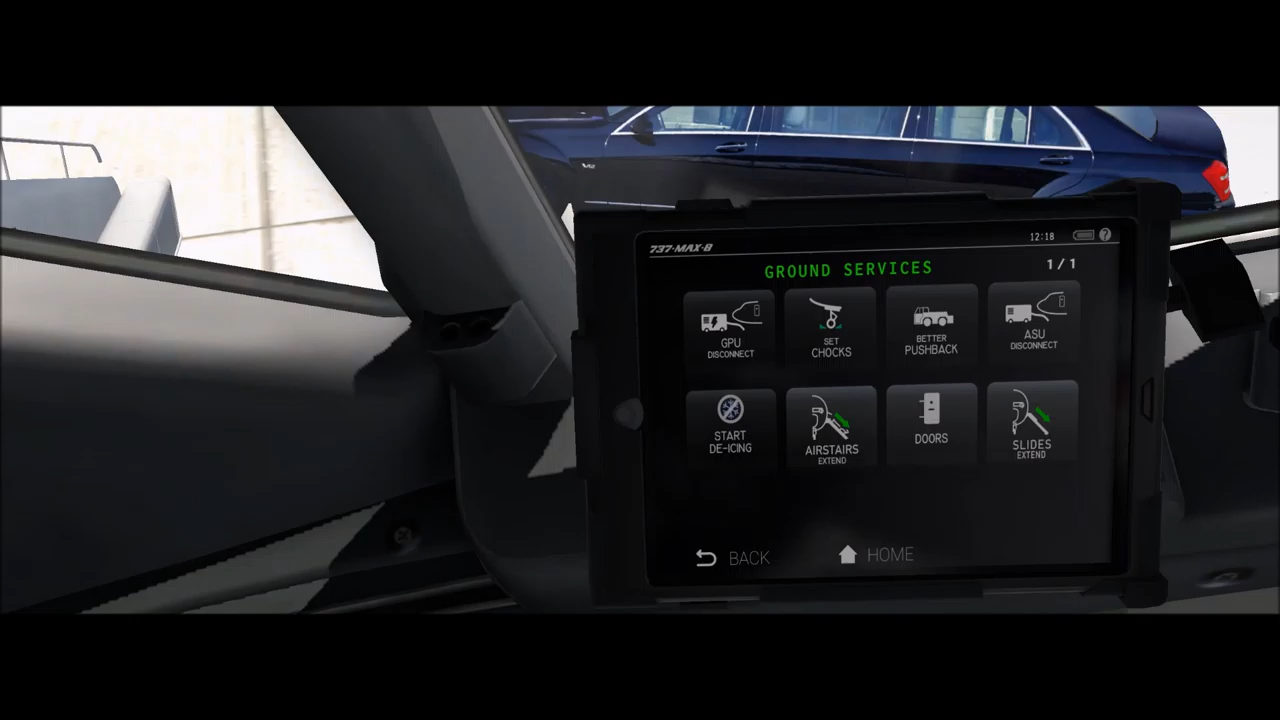 737-MAX-8
12:18
?
GROUND SERVICES
1/1
GPU
DISCONNECT
SET
CHOCKS
BETTER
PUSHBACK
ASU
DISCONNECT
START
DE-ICING
AIRSTAIRS
EXTEND
DOORS
SLIDES
EXTEND
BACK
HOME